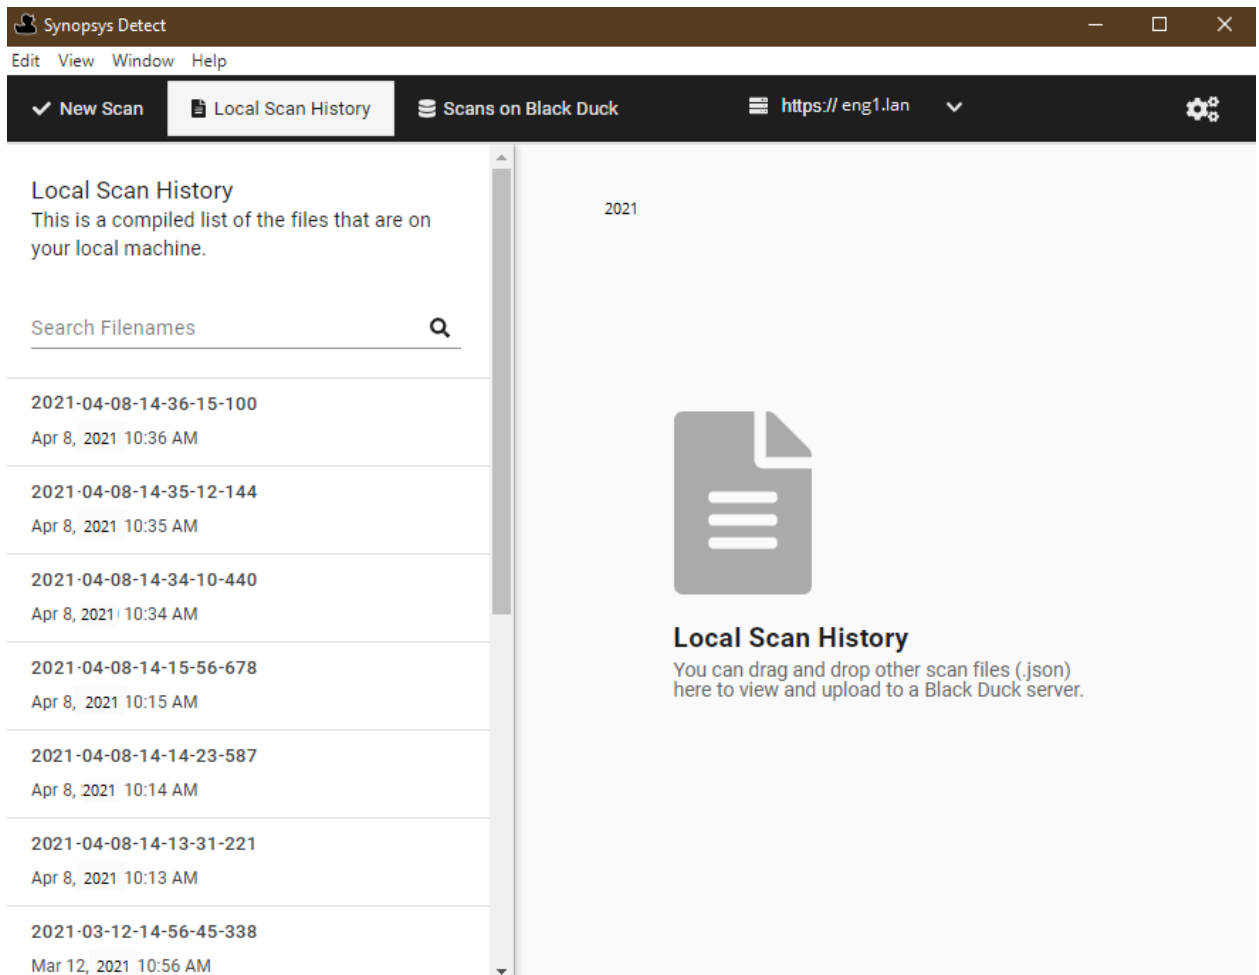 Synopsys Detect
Edit View Window Help
New Scan Local Scan History Scans on Black Duck https:// eng1.lan
Local Scan History
This is a compiled list of the files that are on
your local machine.
Search Filenames
2021-04-08-14-36-15-100
Apr 8, 2021 10:36 AM
2021-04-08-14-35-12-144
Apr 8, 2021 10:35 AM
2021-04-08-14-34-10-440
Apr 8, 2021 10:34 AM
2021-04-08-14-15-56-678
Apr 8, 2021 10:15 AM
2021-04-08-14-14-23-587
Apr 8, 2021 10:14 AM
2021-04-08-14-13-31-221
Apr 8, 2021 10:13 AM
2021-03-12-14-56-45-338
Mar 12, 2021 10:56 AM
2021
Local Scan History
You can drag and drop other scan files (.json)
here to view and upload to a Black Duck server.